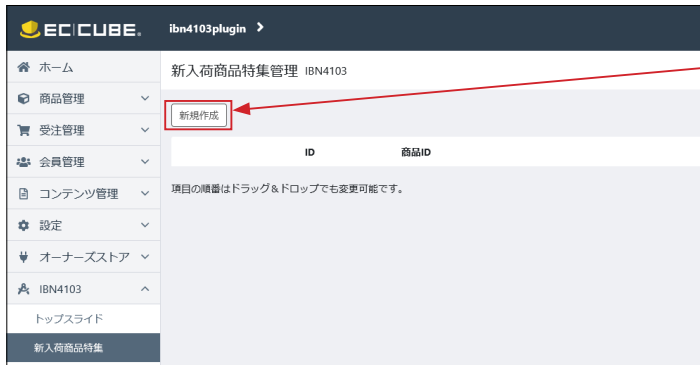 EC CUBE.
ibn4103plugin
ホーム
商品管理
受注管理
会員管理
コンテンツ管理
設定
オーナーズストア
IBN4103
トップスライド
新入荷商品特集
新入荷商品特集管理 IBN4103
新規作成
ID 商品ID
項目の順番はドラッグ＆ドロップでも変更可能です。